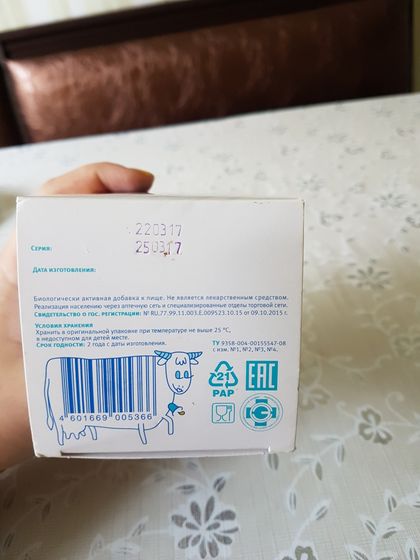 220317
СЕРИЯ: 250317
ДАТА ИЗГОТОВЛЕНИЯ:
Биологически активная добавка к пище. Не является лекарственным средством.
Реализация населению через аптечную сеть и специализированные отделы торговой сети.
СВИДЕТЕЛЬСТВО О ГОС. РЕГИСТРАЦИИ: № RU.77.99.11.003.Е.009523.10.15 от 09.10.2015 г.
УСЛОВИЯ ХРАНЕНИЯ
Хранить в оригинальной упаковке при температуре не выше 25 °С,
в недоступном для детей месте.
СРОК ГОДНОСТИ: 2 года с даты изготовления.
ТУ 9358-004-00155547-08
с изм. №1, №2, №3, №4.
4 601669 005366
21
PAP
ЕАС